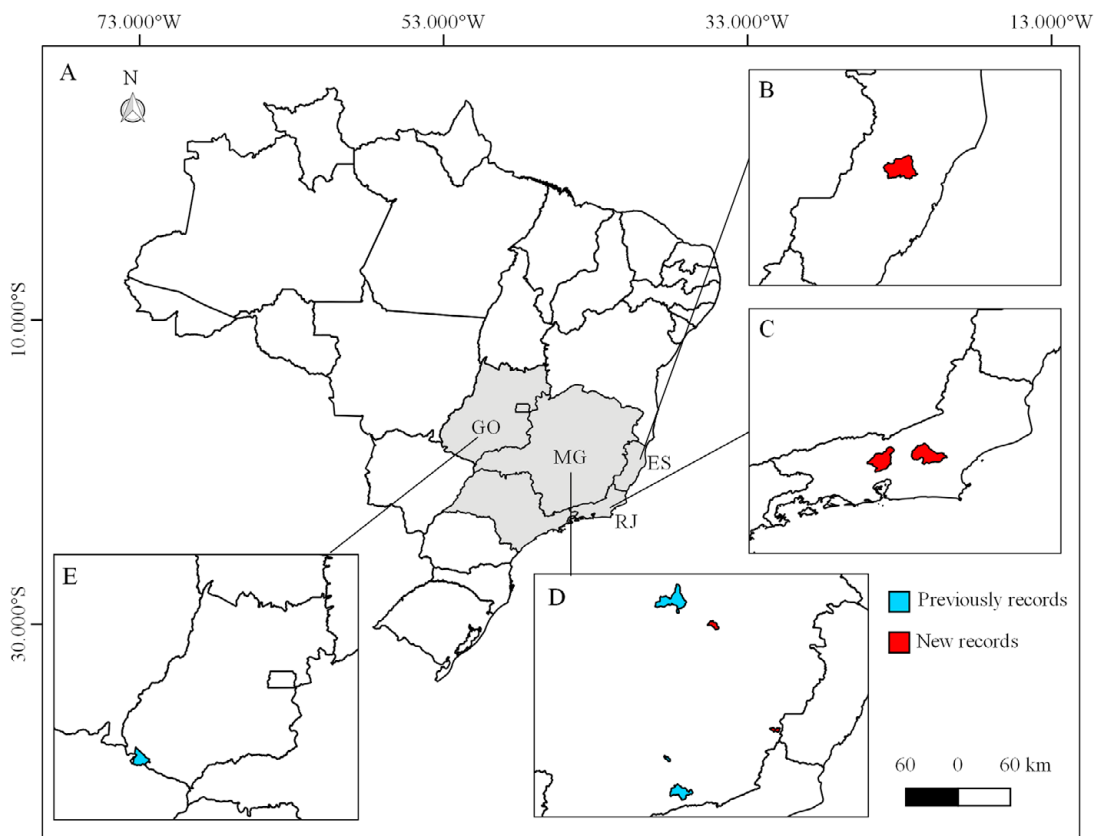 73.000°W 53.000°W 33.000°W 13.000°W
A
N
B
10.000°S
C
GO
MG
ES
RJ
E
D
Previously records
New records
30.000°S
60 0 60 km